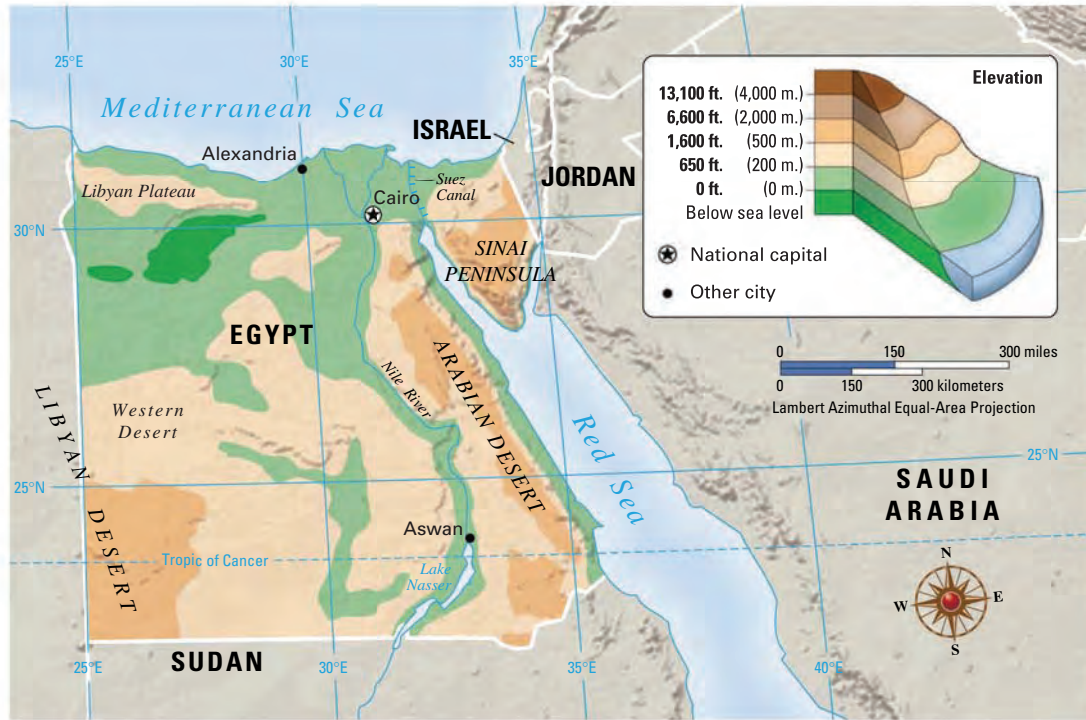 25°E
30°E
35°E
Mediterranean Sea
ISRAEL
Alexandria
JORDAN
Libyan Plateau
Suez
Canal
Cairo
30°N
SINAI
PENINSULA
EGYPT
ARABIAN DESERT
Nile River
LIBYAN DESERT
Western
Desert
Red Sea
25°N
25°N
SAUDI
ARABIA
Aswan
Tropic of Cancer
Lake
Nasser
SUDAN
25°E
30°E
35°E
40°E
Elevation
13,100 ft. (4,000 m.)
6,600 ft. (2,000 m.)
1,600 ft. (500 m.)
650 ft. (200 m.)
0 ft. (0 m.)
Below sea level
National capital
Other city
0 150 300 miles
0 150 300 kilometers
Lambert Azimuthal Equal-Area Projection
N
W E
S